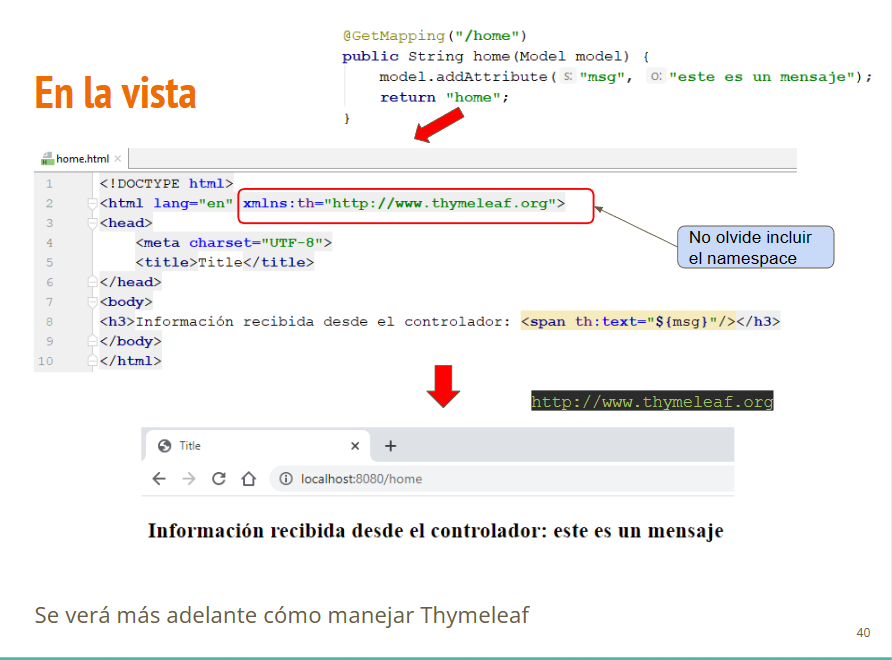 @GetMapping("/home")
public String home(Model model) {
model.addAttribute( s: "msg", o: "este es un mensaje");
return "home";
}
En la vista
home.html ×
1 <!DOCTYPE html>
2 <html lang="en" xmlns:th="http://www.thymeleaf.org">
3 <head>
4 <meta charset="UTF-8">
5 <title>Title</title>
6 </head>
7 <body>
8 <h3>Información recibida desde el controlador: <span th:text="${msg}"/></h3>
9 </body>
10 </html>
No olvide incluir
el namespace
http://www.thymeleaf.org
Title × +
localhost:8080/home
Información recibida desde el controlador: este es un mensaje
Se verá más adelante cómo manejar Thymeleaf
40